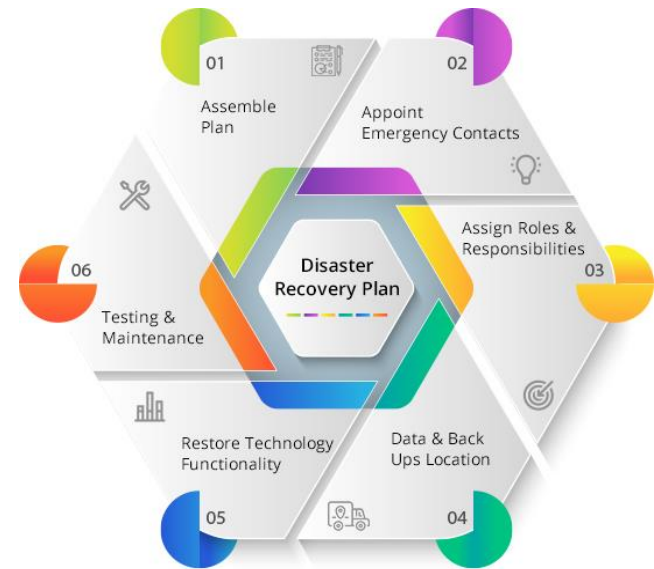 01
Assemble
Plan
02
Appoint
Emergency Contacts
Assign Roles &
Responsibilities
03
Disaster
Recovery Plan
06
Testing &
Maintenance
Restore Technology
Functionality
05
Data & Back
Ups Location
04